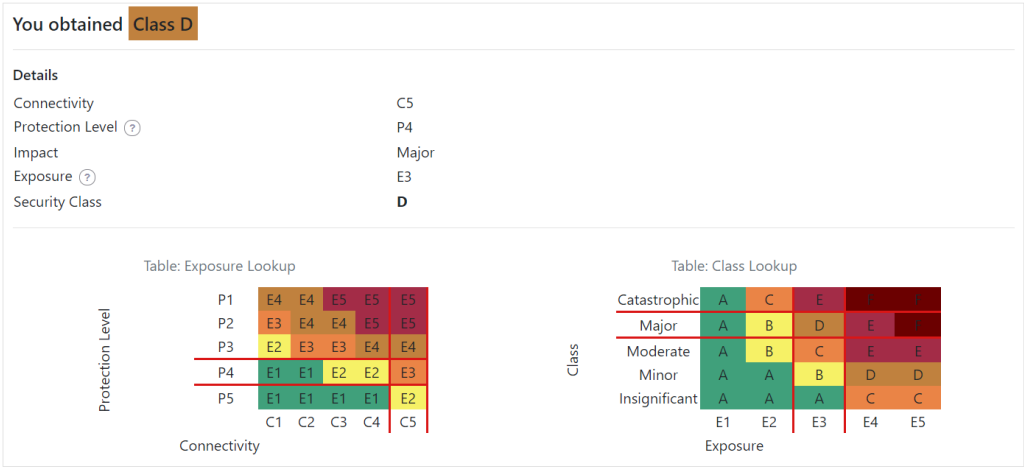 You obtained Class D
Details
Connectivity C5
Protection Level ? P4
Impact Major
Exposure ? E3
Security Class D
Table: Exposure Lookup
Protection Level
P1 E4 E4 E5 E5 E5
P2 E3 E4 E4 E5 E5
P3 E2 E3 E3 E4 E4
P4 E1 E1 E2 E2 E3
P5 E1 E1 E1 E1 E2
C1 C2 C3 C4 C5
Connectivity
Table: Class Lookup
Class
Catastrophic A C E
Major A B D E
Moderate A B C E E
Minor A A B D D
Insignificant A A A C C
E1 E2 E3 E4 E5
Exposure